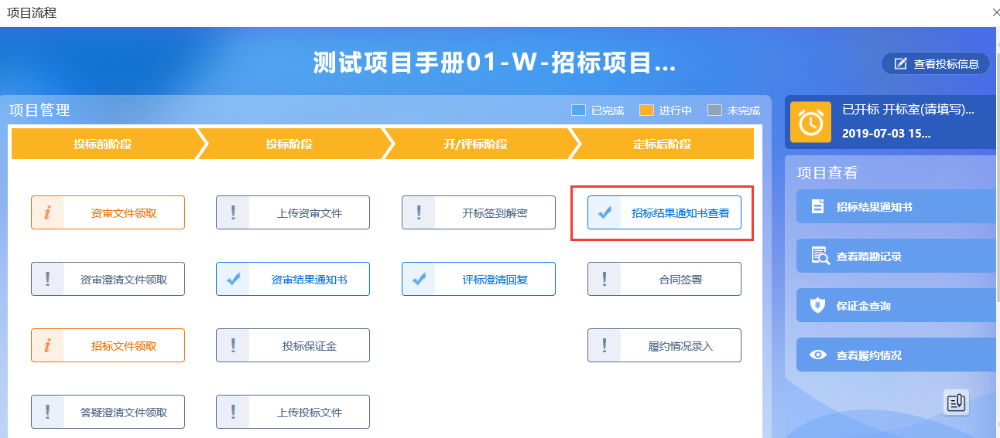 项目流程
测试项目手册01-W-招标项目...
查看投标信息
项目管理
已完成
进行中
未完成
投标前阶段
投标阶段
开/评标阶段
定标后阶段
资审文件领取
上传资审文件
开标签到解密
招标结果通知书查看
资审澄清文件领取
资审结果通知书
评标澄清回复
合同签署
招标文件领取
投标保证金
履约情况录入
答疑澄清文件领取
上传投标文件
已开标 开标室(请填写)...
2019-07-03 15...
项目查看
招标结果通知书
查看踏勘记录
保证金查询
查看履约情况